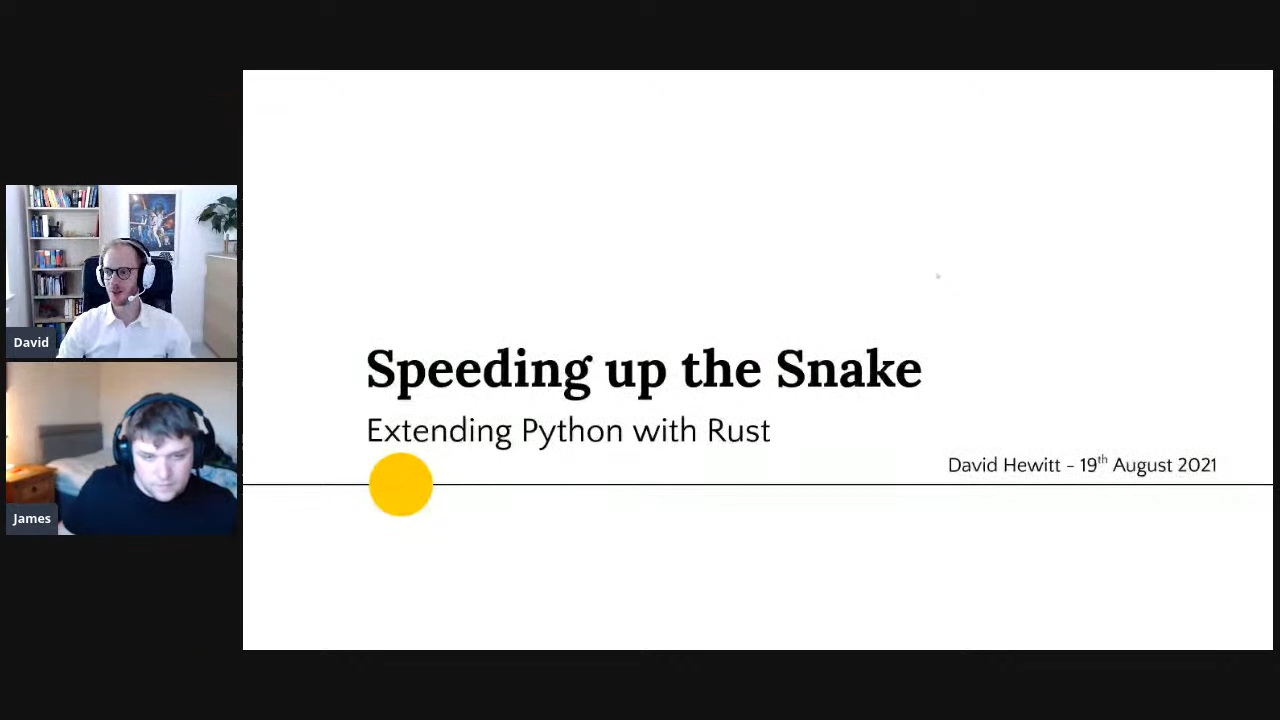 David
James
Speeding up the Snake
Extending Python with Rust
David Hewitt - 19th August 2021